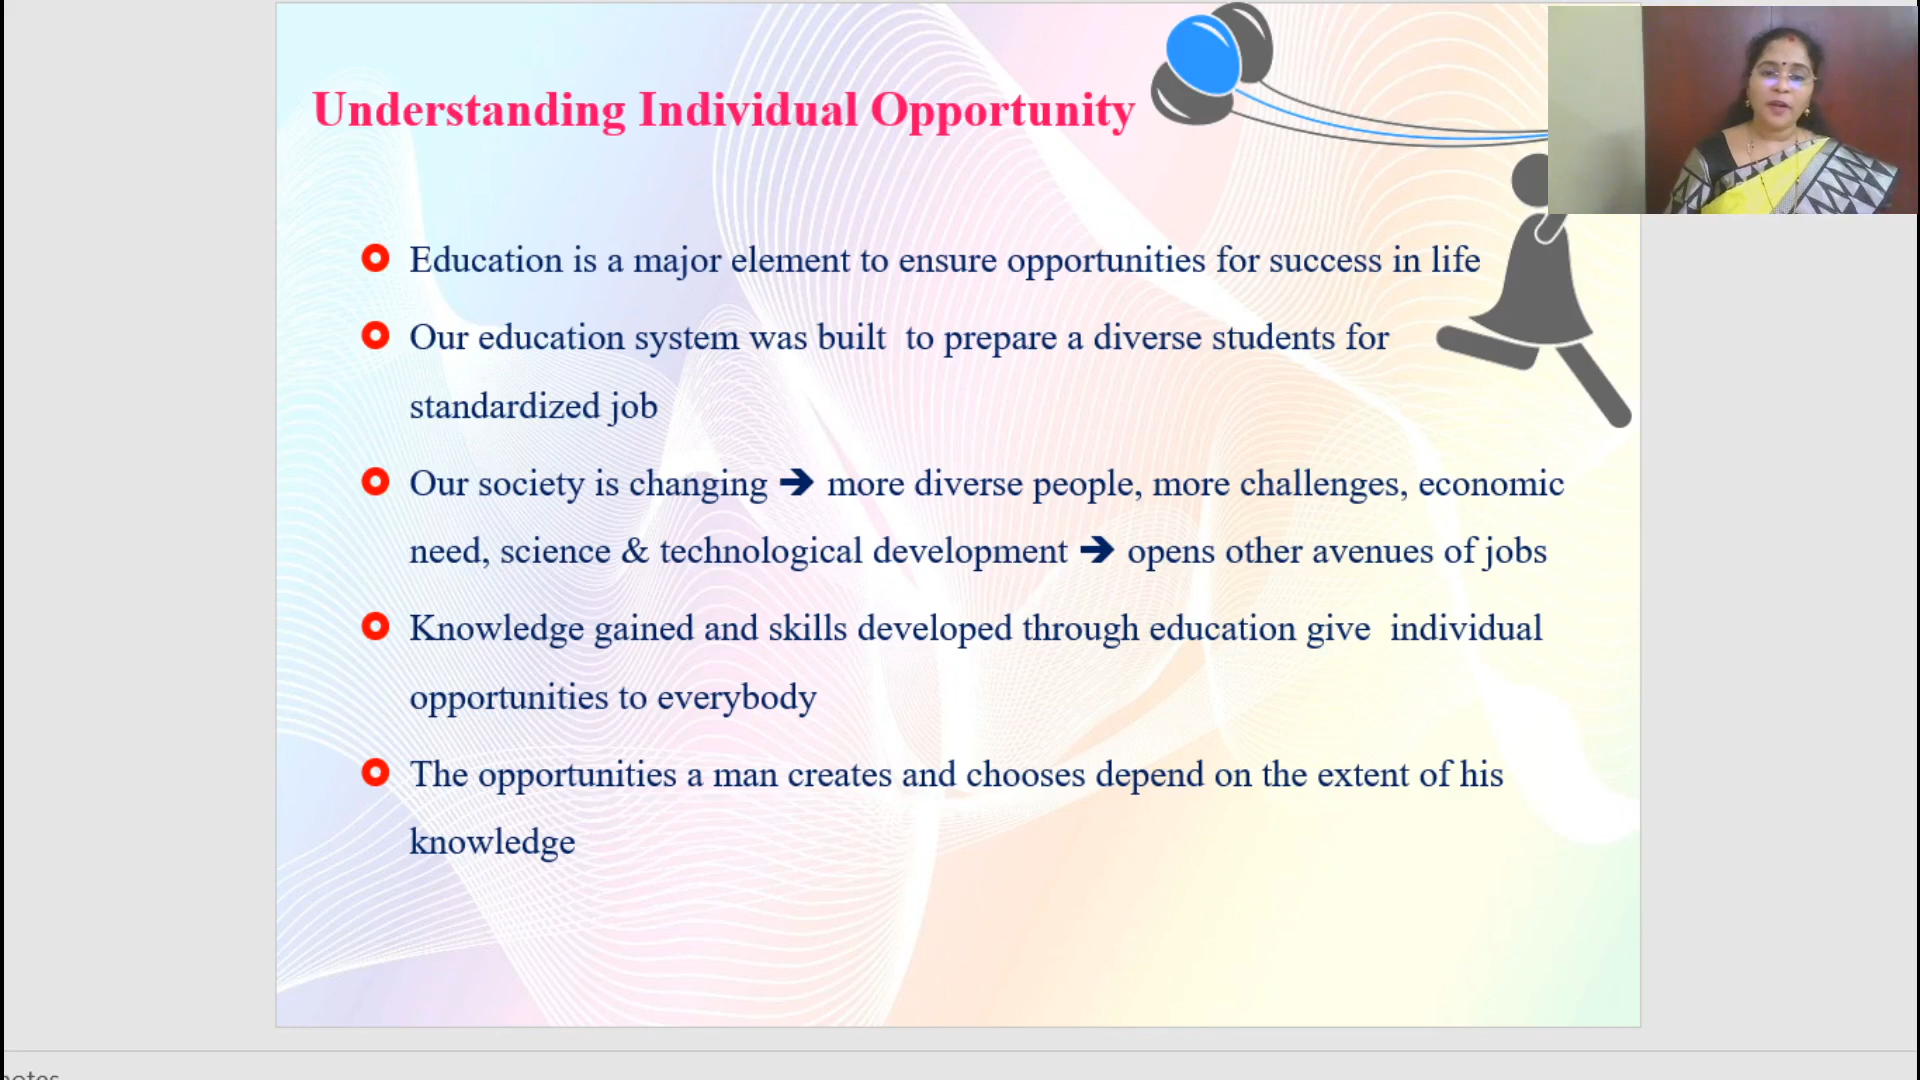 Understanding Individual Opportunity
Education is a major element to ensure opportunities for success in life
Our education system was built to prepare a diverse students for
standardized job
Our society is changing ➔ more diverse people, more challenges, economic
need, science & technological development ➔ opens other avenues of jobs
Knowledge gained and skills developed through education give individual
opportunities to everybody
The opportunities a man creates and chooses depend on the extent of his
knowledge